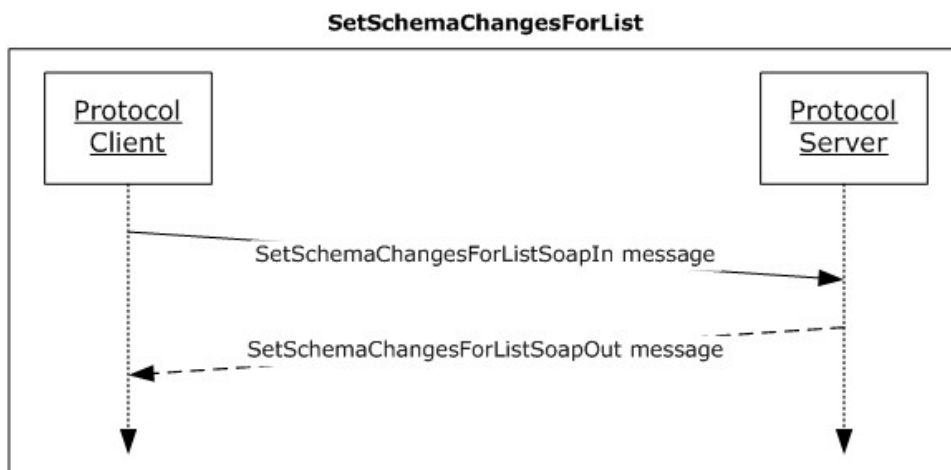 SetSchemaChangesForList
Protocol
Client
Protocol
Server
SetSchemaChangesForListSoapIn message
SetSchemaChangesForListSoapOut message